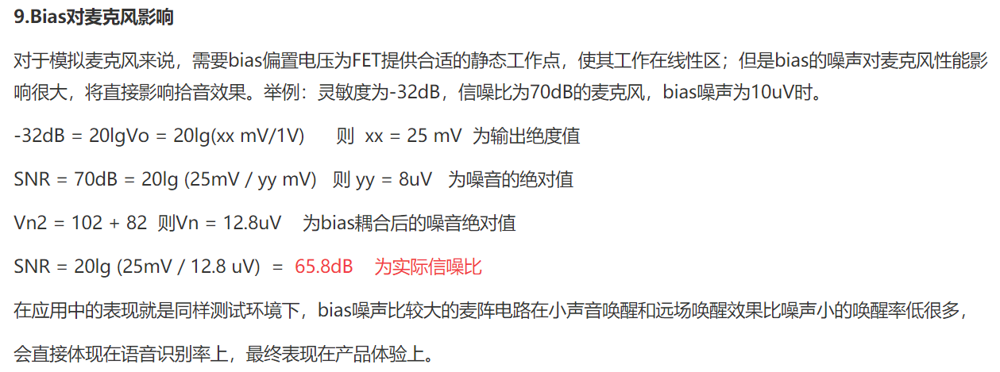 9.Bias对麦克风影响
对于模拟麦克风来说，需要bias偏置电压为FET提供合适的静态工作点，使其工作在线性区；但是bias的噪声对麦克风性能影
响很大，将直接影响拾音效果。举例：灵敏度为-32dB，信噪比为70dB的麦克风，bias噪声为10uV时。
-32dB = 20lgVo = 20lg(xx mV/1V) 则 xx = 25 mV 为输出绝度值
SNR = 70dB = 20lg (25mV / yy mV) 则 yy = 8uV 为噪音的绝对值
Vn2 = 102 + 82 则Vn = 12.8uV 为bias耦合后的噪音绝对值
SNR = 20lg (25mV / 12.8 uV) = 65.8dB 为实际信噪比
在应用中的表现就是同样测试环境下，bias噪声比较大的麦阵电路在小声音唤醒和远场唤醒效果比噪声小的唤醒率低很多，
会直接体现在语音识别率上，最终表现在产品体验上。